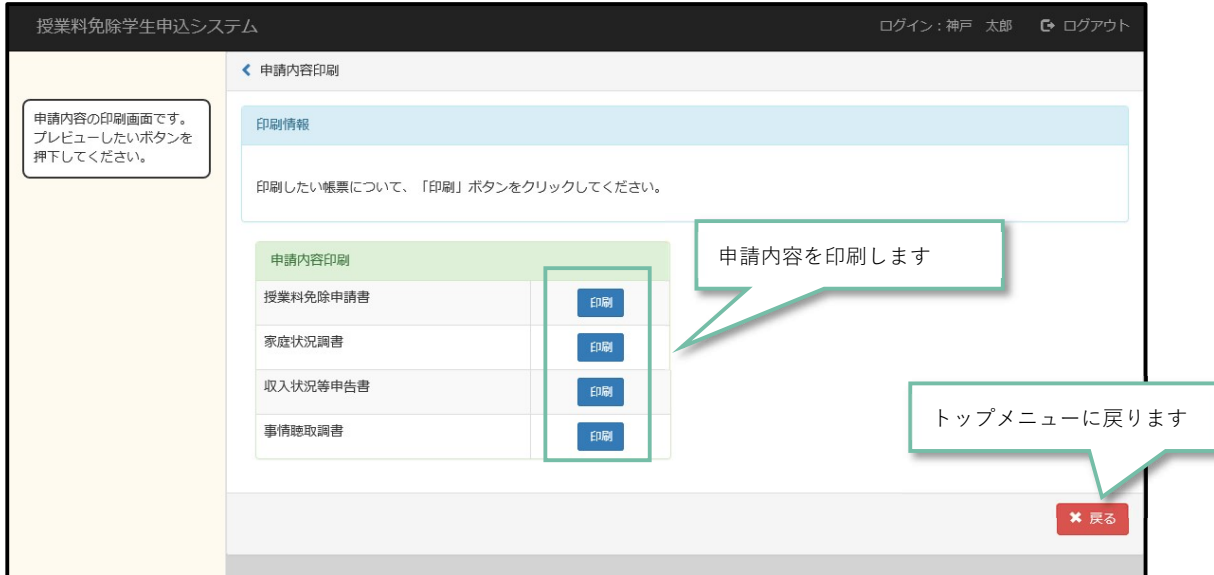 授業料免除学生申込システム
ログイン：神戸　太郎
ログアウト
申請内容印刷
申請内容の印刷画面です。
プレビューしたいボタンを
押下してください。
印刷情報
印刷したい帳票について、「印刷」ボタンをクリックしてください。
申請内容を印刷します
申請内容印刷
授業料免除申請書
印刷
家庭状況調書
印刷
収入状況等申告書
印刷
事情聴取調書
印刷
トップメニューに戻ります
戻る